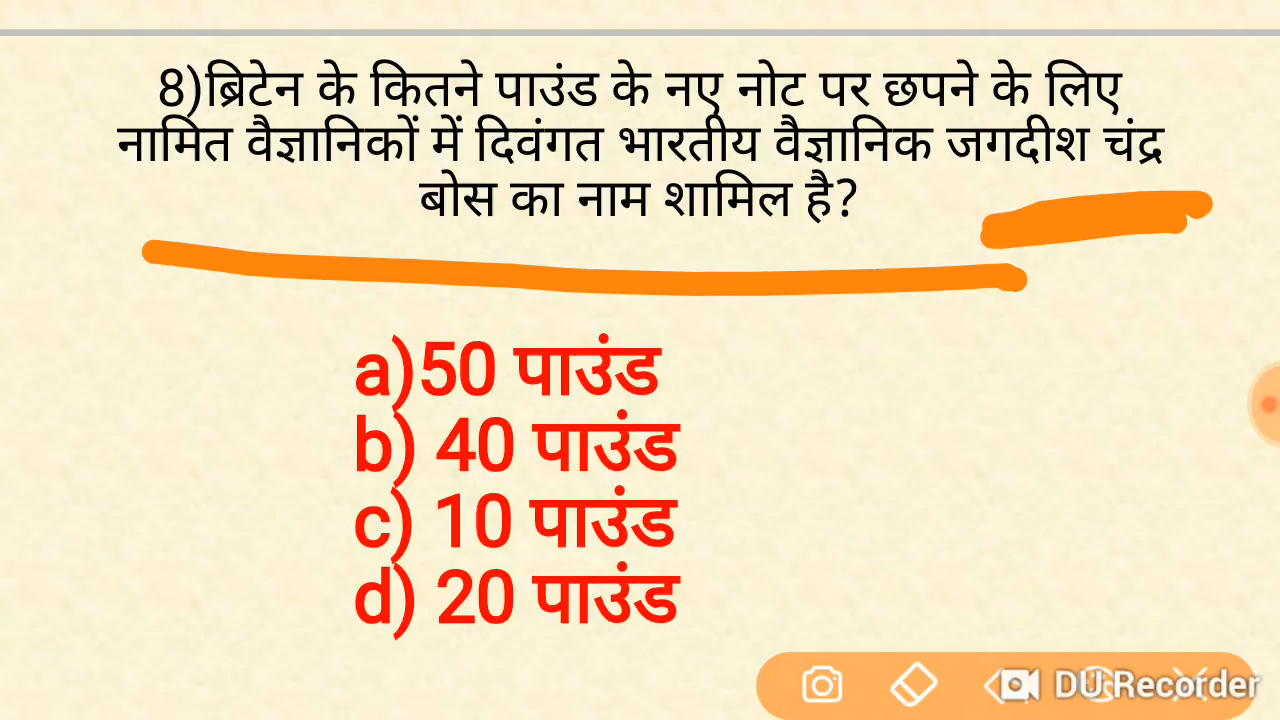 8)ब्रिटेन के कितने पाउंड के नए नोट पर छपने के लिए
नामित वैज्ञानिकों में दिवंगत भारतीय वैज्ञानिक जगदीश चंद्र
बोस का नाम शामिल है?
a)50 पाउंड
b) 40 पाउंड
c) 10 पाउंड
d) 20 पाउंड
DU Recorder